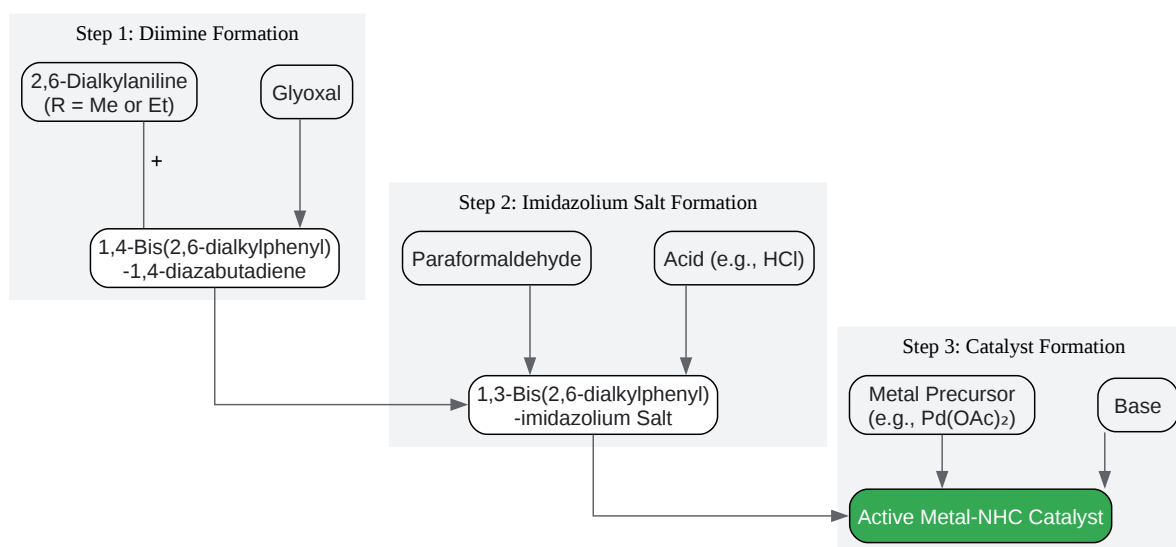 Step 1: Diimine Formation
2,6-Dialkylaniline
(R = Me or Et)
Glyoxal
+
1,4-Bis(2,6-dialkylphenyl)
-1,4-diazabutadiene
Step 2: Imidazolium Salt Formation
Paraformaldehyde
Acid (e.g., HCl)
1,3-Bis(2,6-dialkylphenyl)
-imidazolium Salt
Step 3: Catalyst Formation
Metal Precursor
(e.g., Pd(OAc)₂)
Base
Active Metal-NHC Catalyst